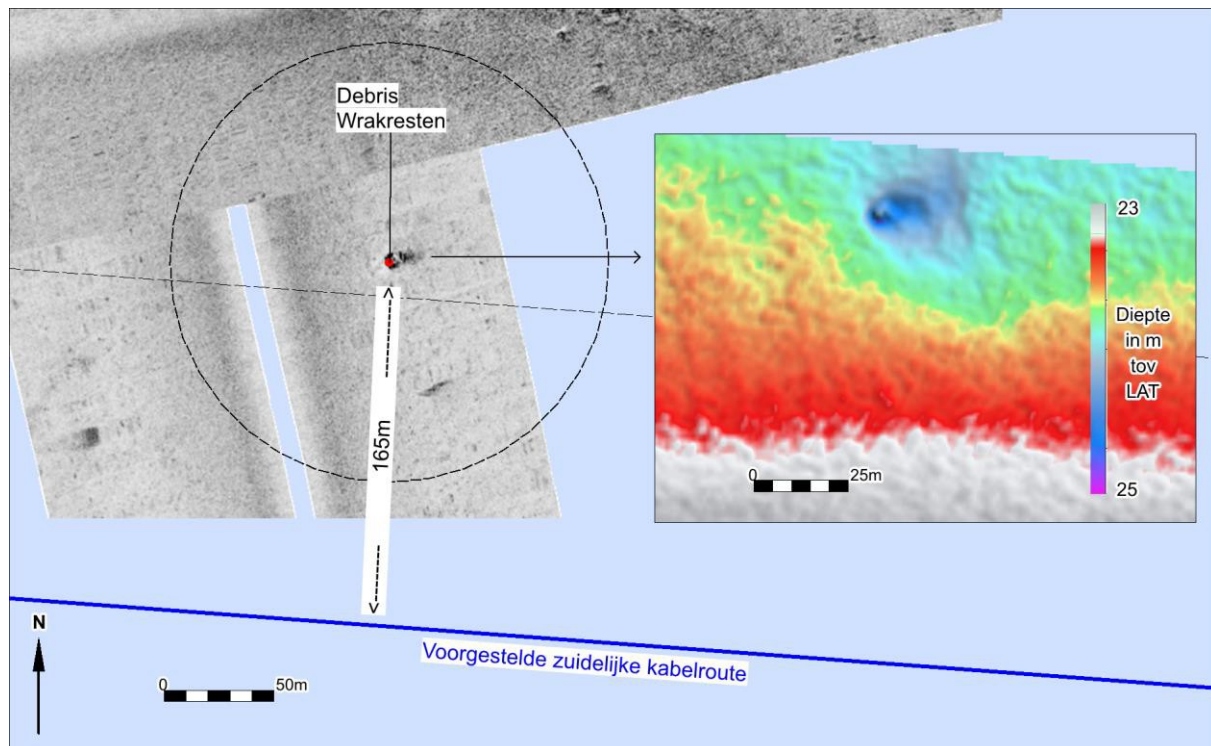 Debris
Wrakresten
23
Diepte
in m
tov
LAT
25
0 25m
165m
N
Voorgestelde zuidelijke kabelroute
0 50m